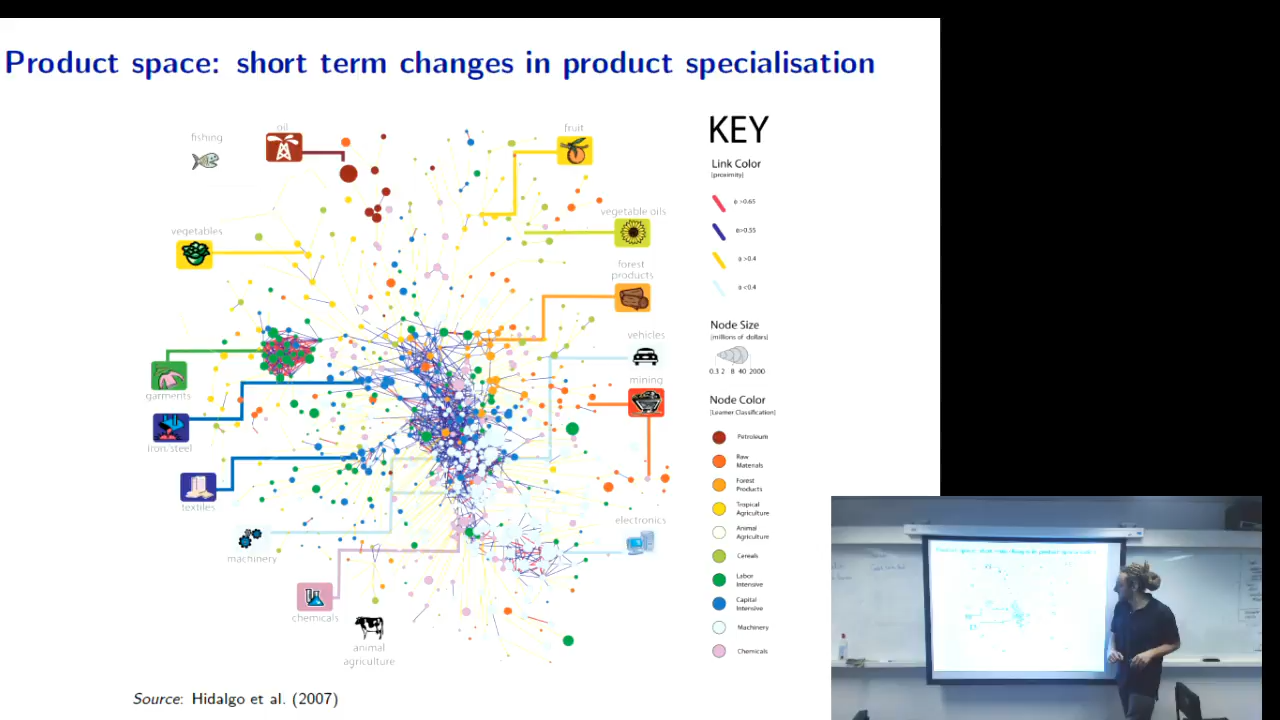 Product space: short term changes in product specialisation
fishing
oil
fruit
vegetables
vegetable oils
forest
products
vehicles
mining
garments
iron/steel
textiles
machinery
electronics
chemicals
animal
agriculture
KEY
Link Color
(proximity)
>0.65
>0.55
>0.4
<0.4
Node Size
(millions of dollars)
0.3 2 8 40 2000
Node Color
(Leamer Classification)
Petroleum
Raw
Materials
Forest
Products
Tropical
Agriculture
Animal
Agriculture
Cereals
Labor
Intensive
Capital
Intensive
Machinery
Chemicals
Source: Hidalgo et al. (2007)